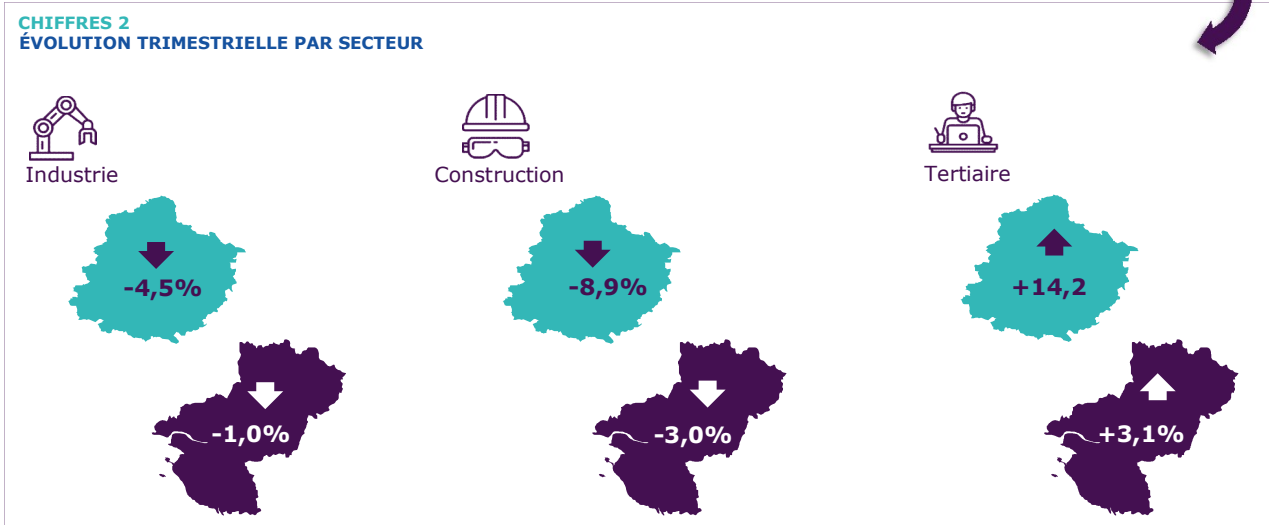 CHIFFRES 2
ÉVOLUTION TRIMESTRIELLE PAR SECTEUR
Industrie
Construction
Tertiaire
-4,5%
-8,9%
+14,2
-1,0%
-3,0%
+3,1%